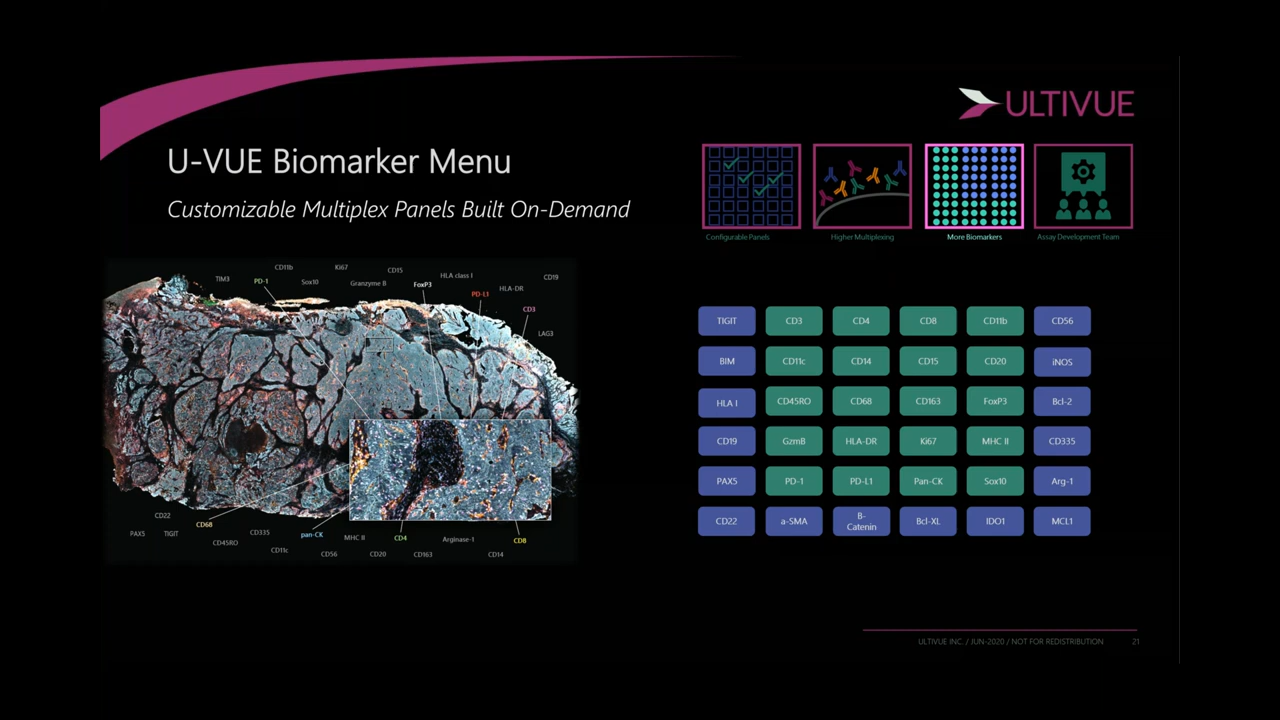 ULTIVUE
U-VUE Biomarker Menu
Customizable Multiplex Panels Built On-Demand
Configurable Panels
Higher Multiplexing
More Biomarkers
Assay Development Team
CD11b
Ki67
CD15
TIM3
PD-1
Sox10
Granzyme B
FoxP3
HLA class I
PD-L1
HLA-DR
CD19
CD3
LAG3
CD22
PAX5
TIGIT
CD68
CD45RO
CD335
CD11c
pan-CK
CD56
MHC II
CD20
CD4
CD163
Arginase-1
CD14
CD8
TIGIT CD3 CD4 CD8 CD11b CD56
BIM CD11c CD14 CD15 CD20 iNOS
HLA I CD45RO CD68 CD163 FoxP3 Bcl-2
CD19 GzmB HLA-DR Ki67 MHC II CD335
PAX5 PD-1 PD-L1 Pan-CK Sox10 Arg-1
CD22 a-SMA B-Catenin Bcl-XL IDO1 MCL1
ULTIVUE INC. / JUN-2020 / NOT FOR REDISTRIBUTION 21